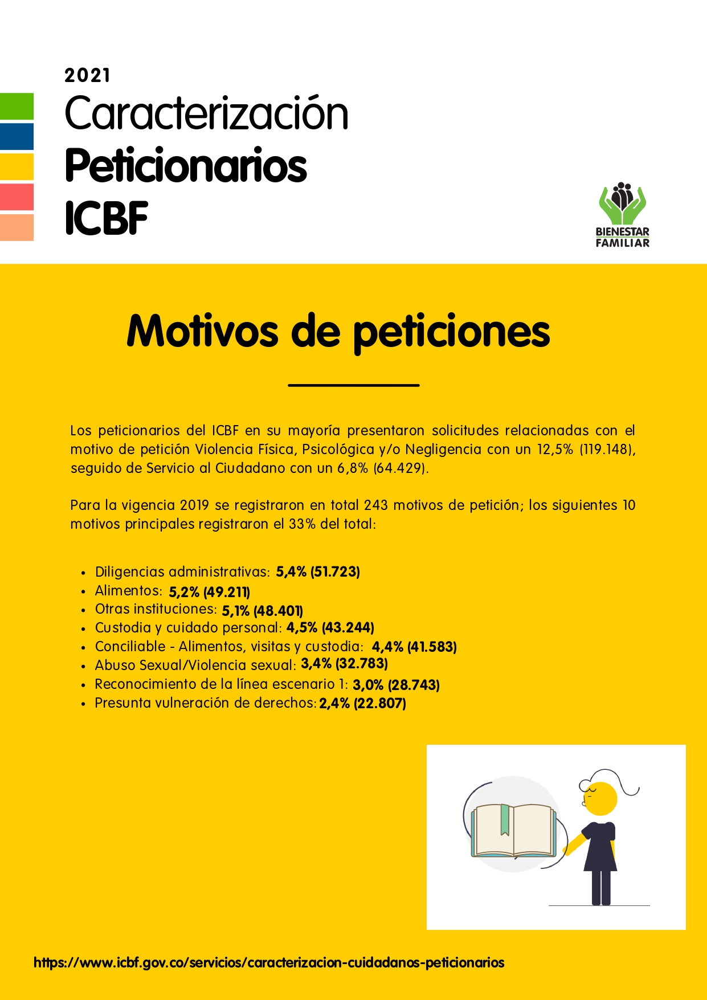 2021
Caracterización
Peticionarios
ICBF
BIENESTAR
FAMILIAR
Motivos de peticiones
Los peticionarios del ICBF en su mayoría presentaron solicitudes relacionadas con el
motivo de petición Violencia Física, Psicológica y/o Negligencia con un 12,5% (119.148),
seguido de Servicio al Ciudadano con un 6,8% (64.429).
Para la vigencia 2019 se registraron en total 243 motivos de petición; los siguientes 10
motivos principales registraron el 33% del total:
• Diligencias administrativas: 5,4% (51.723)
• Alimentos: 5,2% (49.211)
• Otras instituciones: 5,1% (48.401)
• Custodia y cuidado personal: 4,5% (43.244)
• Conciliable - Alimentos, visitas y custodia: 4,4% (41.583)
• Abuso Sexual/Violencia sexual: 3,4% (32.783)
• Reconocimiento de la línea escenario 1: 3,0% (28.743)
• Presunta vulneración de derechos: 2,4% (22.807)
https://www.icbf.gov.co/servicios/caracterizacion-cuidadanos-peticionarios